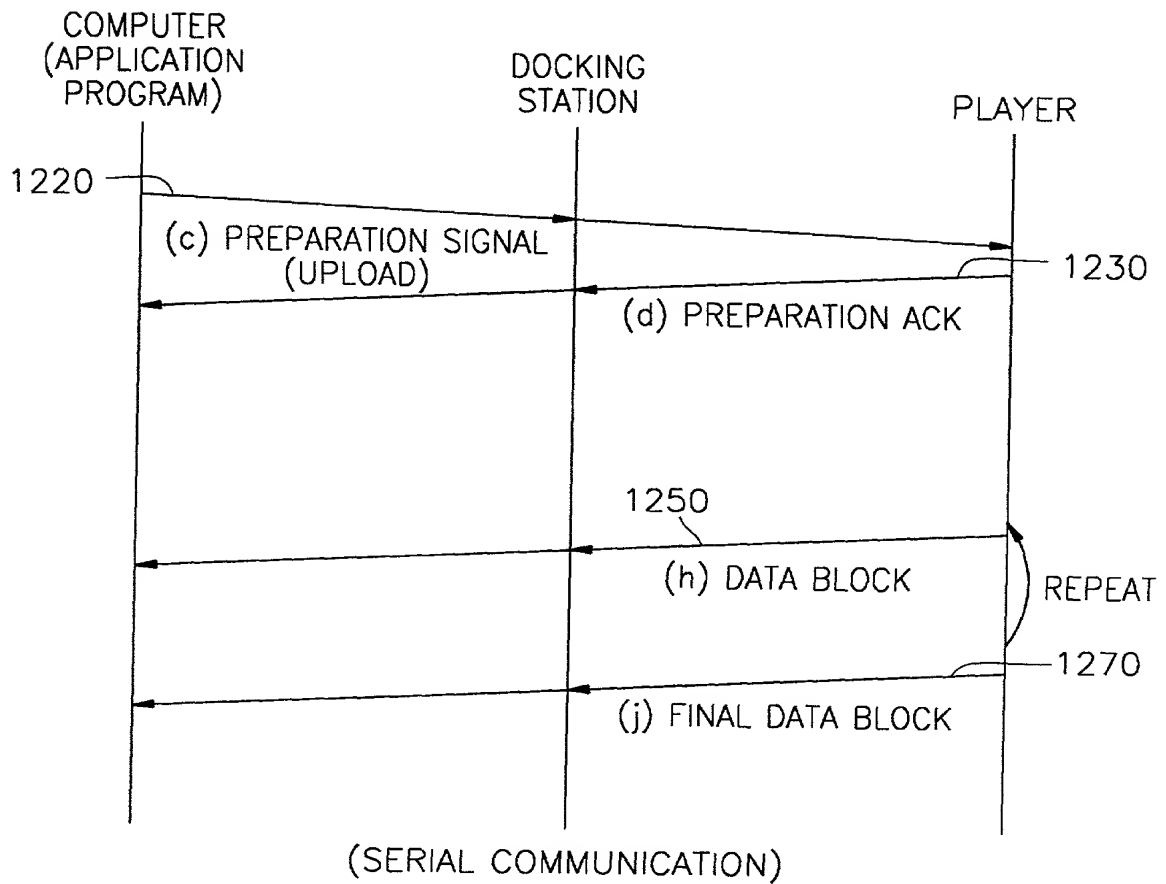 COMPUTER
(APPLICATION
PROGRAM)
DOCKING
STATION
PLAYER
1220
(c) PREPARATION SIGNAL
(UPLOAD)
1230
(d) PREPARATION ACK
1250
(h) DATA BLOCK
REPEAT
1270
(j) FINAL DATA BLOCK
(SERIAL COMMUNICATION)